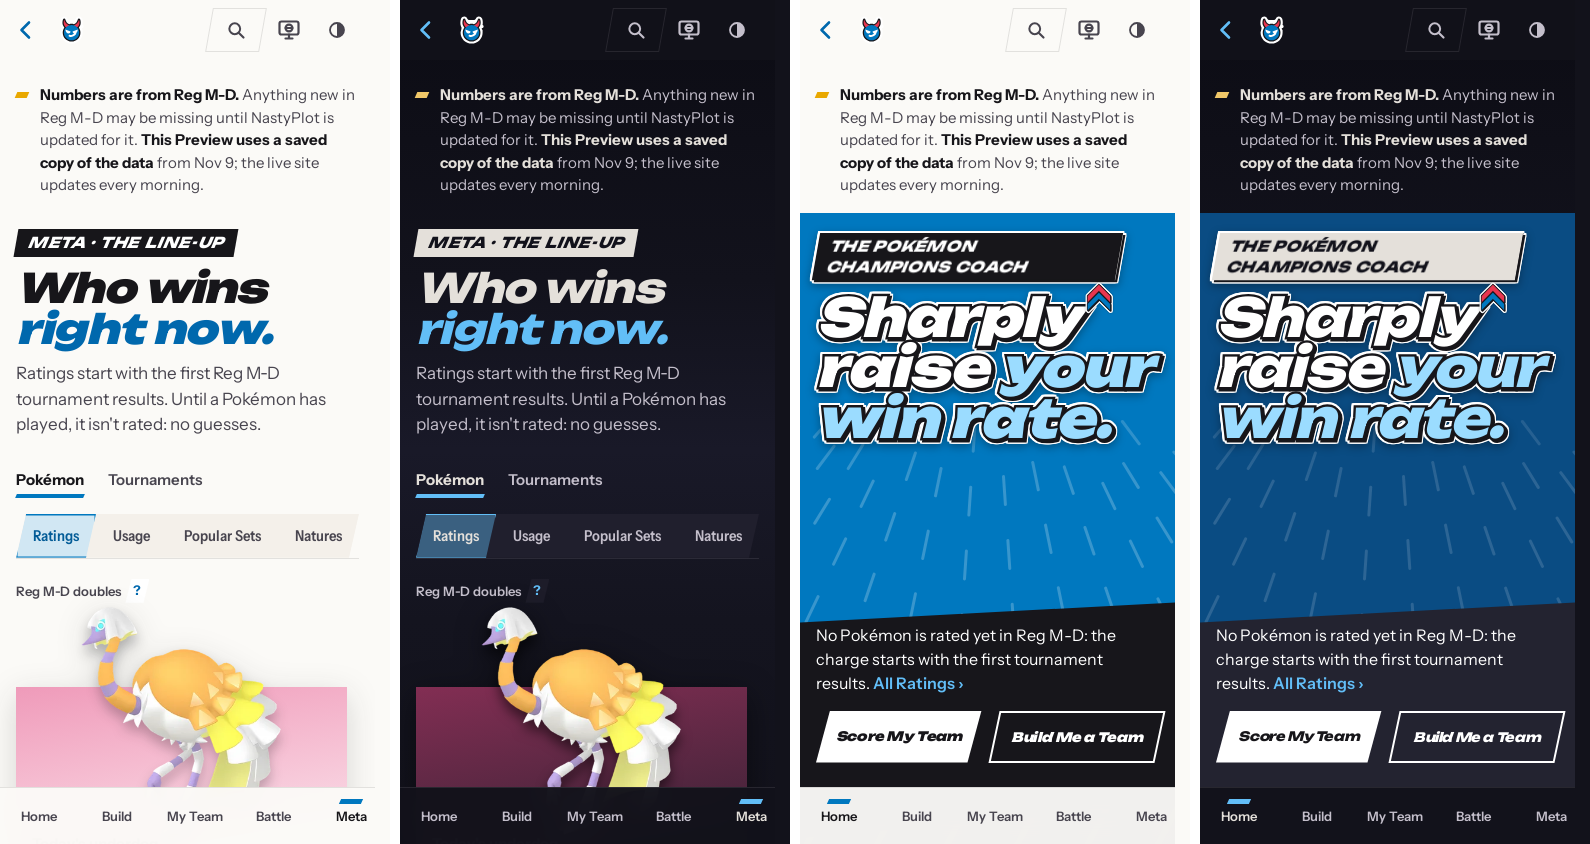 Numbers are from Reg M-D. Anything new in
Reg M-D may be missing until NastyPlot is
updated for it. This Preview uses a saved
copy of the data from Nov 9; the live site
updates every morning.
META · THE LINE-UP
Who wins
right now.
Ratings start with the first Reg M-D
tournament results. Until a Pokémon has
played, it isn't rated: no guesses.
Pokémon Tournaments
Ratings Usage Popular Sets Natures
Reg M-D doubles ?
Home Build My Team Battle Meta
Numbers are from Reg M-D. Anything new in
Reg M-D may be missing until NastyPlot is
updated for it. This Preview uses a saved
copy of the data from Nov 9; the live site
updates every morning.
META · THE LINE-UP
Who wins
right now.
Ratings start with the first Reg M-D
tournament results. Until a Pokémon has
played, it isn't rated: no guesses.
Pokémon Tournaments
Ratings Usage Popular Sets Natures
Reg M-D doubles ?
Home Build My Team Battle Meta
Numbers are from Reg M-D. Anything new in
Reg M-D may be missing until NastyPlot is
updated for it. This Preview uses a saved
copy of the data from Nov 9; the live site
updates every morning.
THE POKÉMON
CHAMPIONS COACH
Sharply
raise your
win rate.
No Pokémon is rated yet in Reg M-D: the
charge starts with the first tournament
results. All Ratings ›
Score My Team Build Me a Team
Home Build My Team Battle Meta
Numbers are from Reg M-D. Anything new in
Reg M-D may be missing until NastyPlot is
updated for it. This Preview uses a saved
copy of the data from Nov 9; the live site
updates every morning.
THE POKÉMON
CHAMPIONS COACH
Sharply
raise your
win rate.
No Pokémon is rated yet in Reg M-D: the
charge starts with the first tournament
results. All Ratings ›
Score My Team Build Me a Team
Home Build My Team Battle Meta